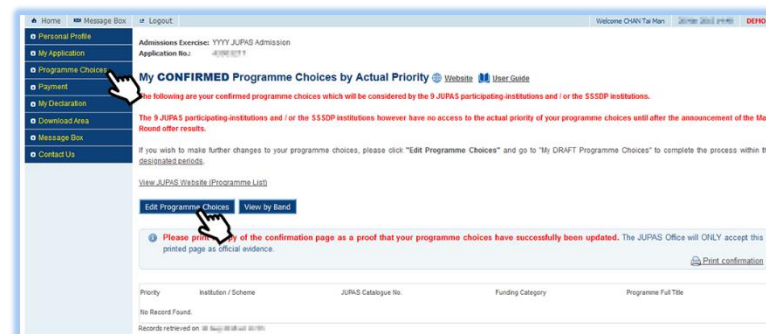 Home Message Box Logout Welcome CHAN Tai Man DEMO
Personal Profile
My Application
Programme Choices
Payment
My Declaration
Download Area
Message Box
Contact Us
Admissions Exercise: YYYY JUPAS Admission
Application No.:
My CONFIRMED Programme Choices by Actual Priority Website User Guide
The following are your confirmed programme choices which will be considered by the 9 JUPAS participating-institutions and / or the SSSDP institutions.
The 9 JUPAS participating-institutions and / or the SSSDP institutions however have no access to the actual priority of your programme choices until after the announcement of the Ma
Round offer results.
If you wish to make further changes to your programme choices, please click "Edit Programme Choices" and go to "My DRAFT Programme Choices" to complete the process within th
designated periods.
View JUPAS Website (Programme List)
Edit Programme Choices View by Band
Please print copy of the confirmation page as a proof that your programme choices have successfully been updated. The JUPAS Office will ONLY accept this
printed page as official evidence.
Print confirmation
Priority Institution / Scheme JUPAS Catalogue No. Funding Category Programme Full Title
No Record Found.
Records retrieved on